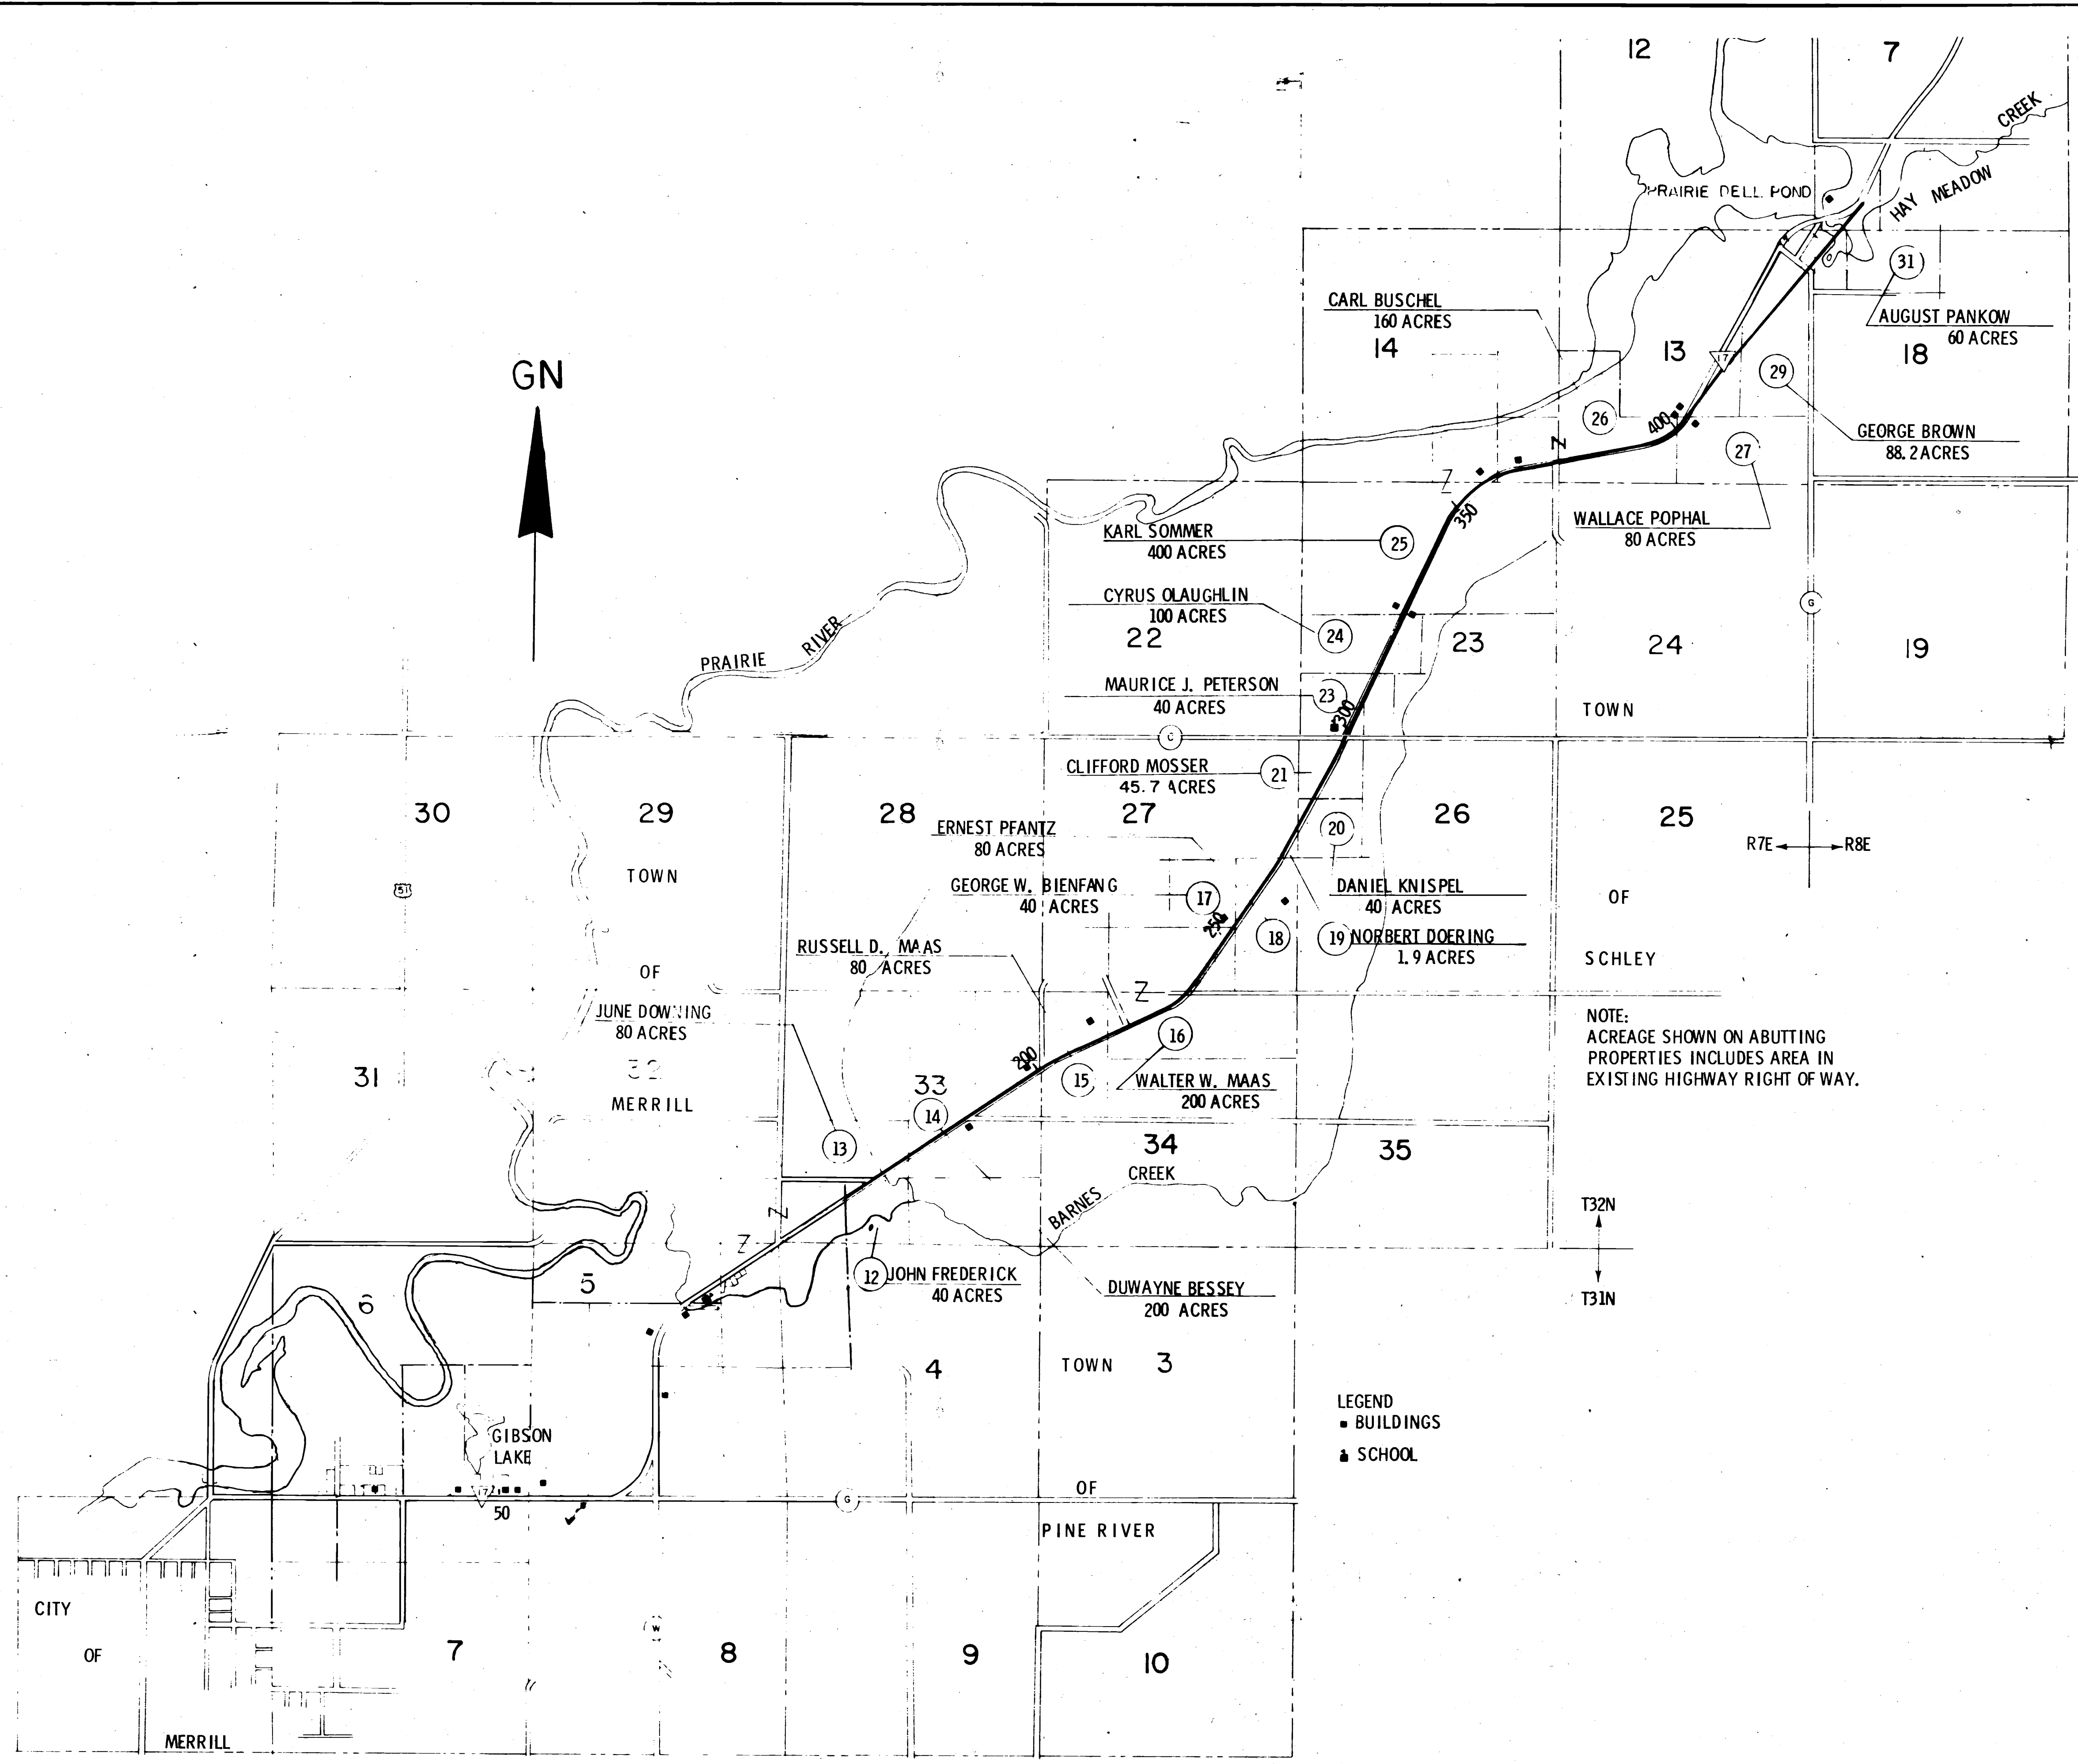 12
7
CREEK
PRAIRIE DELL POND
HAY MEADOW
31
CARL BUSCHEL
160 ACRES
AUGUST PANKOW
60 ACRES
14
13
17
18
29
GN
26
400
GEORGE BROWN
88.2 ACRES
27
Z
Z
350
WALLACE POPHAL
80 ACRES
KARL SOMMER
400 ACRES
25
CYRUS OLAUGHLIN
100 ACRES
G
22
24
23
24
19
PRAIRIE RIVER
MAURICE J. PETERSON
40 ACRES
23
300
TOWN
C
CLIFFORD MOSSER
45.7 ACRES
21
30
29
28
27
26
25
ERNEST PFANTZ
80 ACRES
20
R7E R8E
TOWN
51
GEORGE W. BIENFANG
40 ACRES
17
DANIEL KNISPEL
40 ACRES
OF
250
18
19 NORBERT DOERING
1.9 ACRES
RUSSELL D. MAAS
80 ACRES
SCHLEY
OF
Z
JUNE DOWNING
80 ACRES
NOTE:
ACREAGE SHOWN ON ABUTTING
PROPERTIES INCLUDES AREA IN
EXISTING HIGHWAY RIGHT OF WAY.
16
200
31
32
33
15
WALTER W. MAAS
200 ACRES
MERRILL
14
13
34
35
CREEK
BARNES
T32N
Z
Z
12 JOHN FREDERICK
40 ACRES
DUWAYNE BESSEY
200 ACRES
5
6
T31N
4
TOWN 3
LEGEND
BUILDINGS
SCHOOL
GIBSON
LAKE
17
50
G
OF
PINE RIVER
CITY
OF
W
7
8
9
10
MERRILL